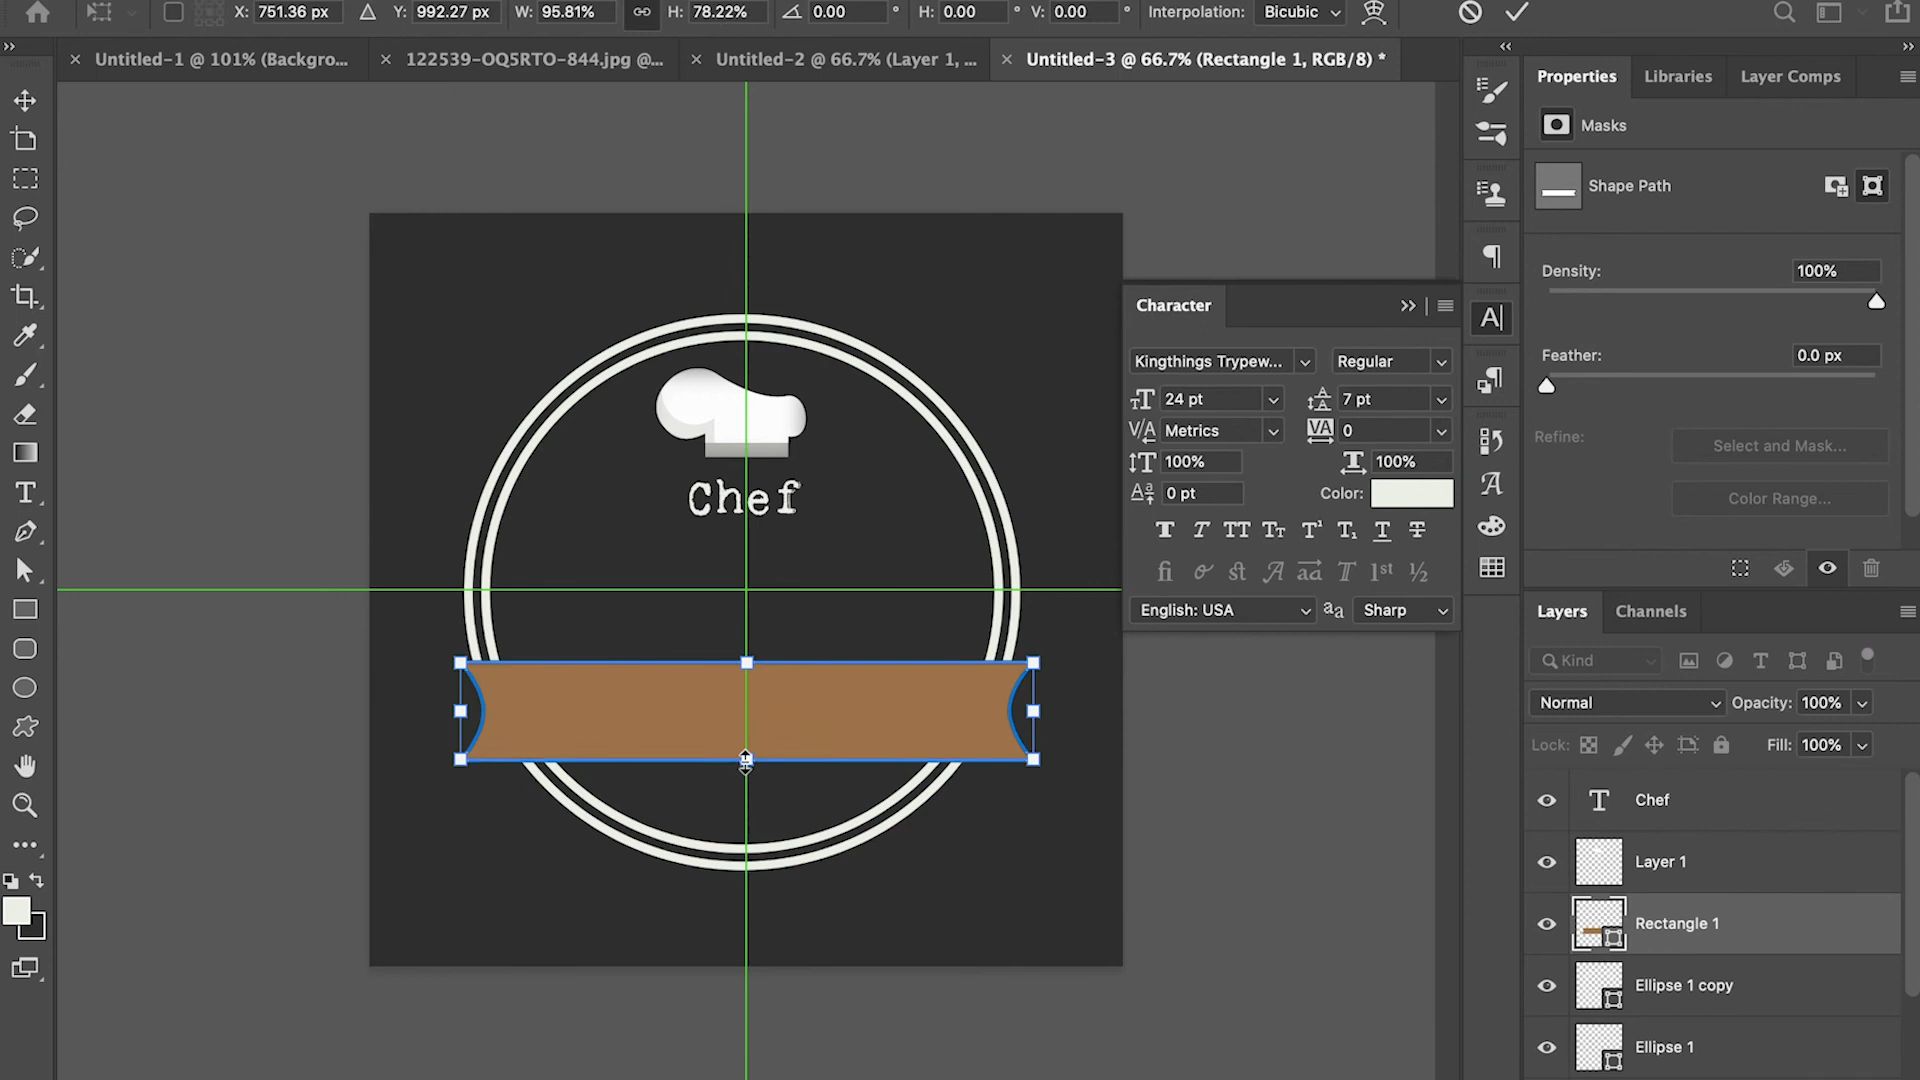 X: 751.36 px Y: 992.27 px W: 95.81% H: 78.22% 0.00 ° H: 0.00 ° V: 0.00 ° Interpolation: Bicubic
Untitled-1 @ 101% (Backgro... 122539-OQ5RTO-844.jpg @... Untitled-2 @ 66.7% (Layer 1, ... Untitled-3 @ 66.7% (Rectangle 1, RGB/8) *
Properties Libraries Layer Comps
Masks
Shape Path
Density: 100%
Feather: 0.0 px
Refine: Select and Mask...
Color Range...
Character
Kingthings Typew... Regular
24 pt 7 pt
Metrics 0
100% 100%
0 pt Color:
English: USA Sharp
Chef
Layers Channels
Kind
Normal Opacity: 100%
Lock: Fill: 100%
Chef
Layer 1
Rectangle 1
Ellipse 1 copy
Ellipse 1